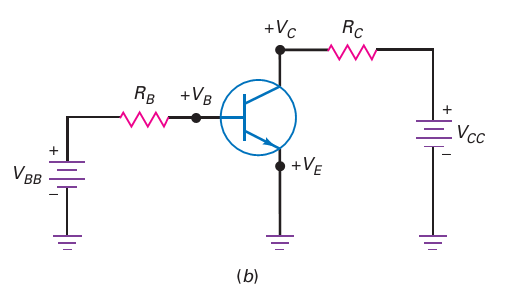 +V_C
R_C
R_B
+V_B
+
V_BB
−
+V_E
+
V_CC
−
(b)